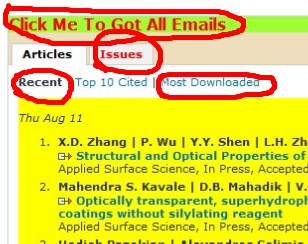 Click Me To Got All Emails
Articles Issues
Recent | Top 10 Cited | Most Downloaded
Thu Aug 11
1. X.D. Zhang | P. Wu | Y.Y. Shen | L.H. Zh
Structural and Optical Properties of
Applied Surface Science, In Press, Accepted
2. Mahendra S. Kavale | D.B. Mahadik | V.
Optically transparent, superhydroph
coatings without silylating reagent
Applied Surface Science, In Press, Accepted